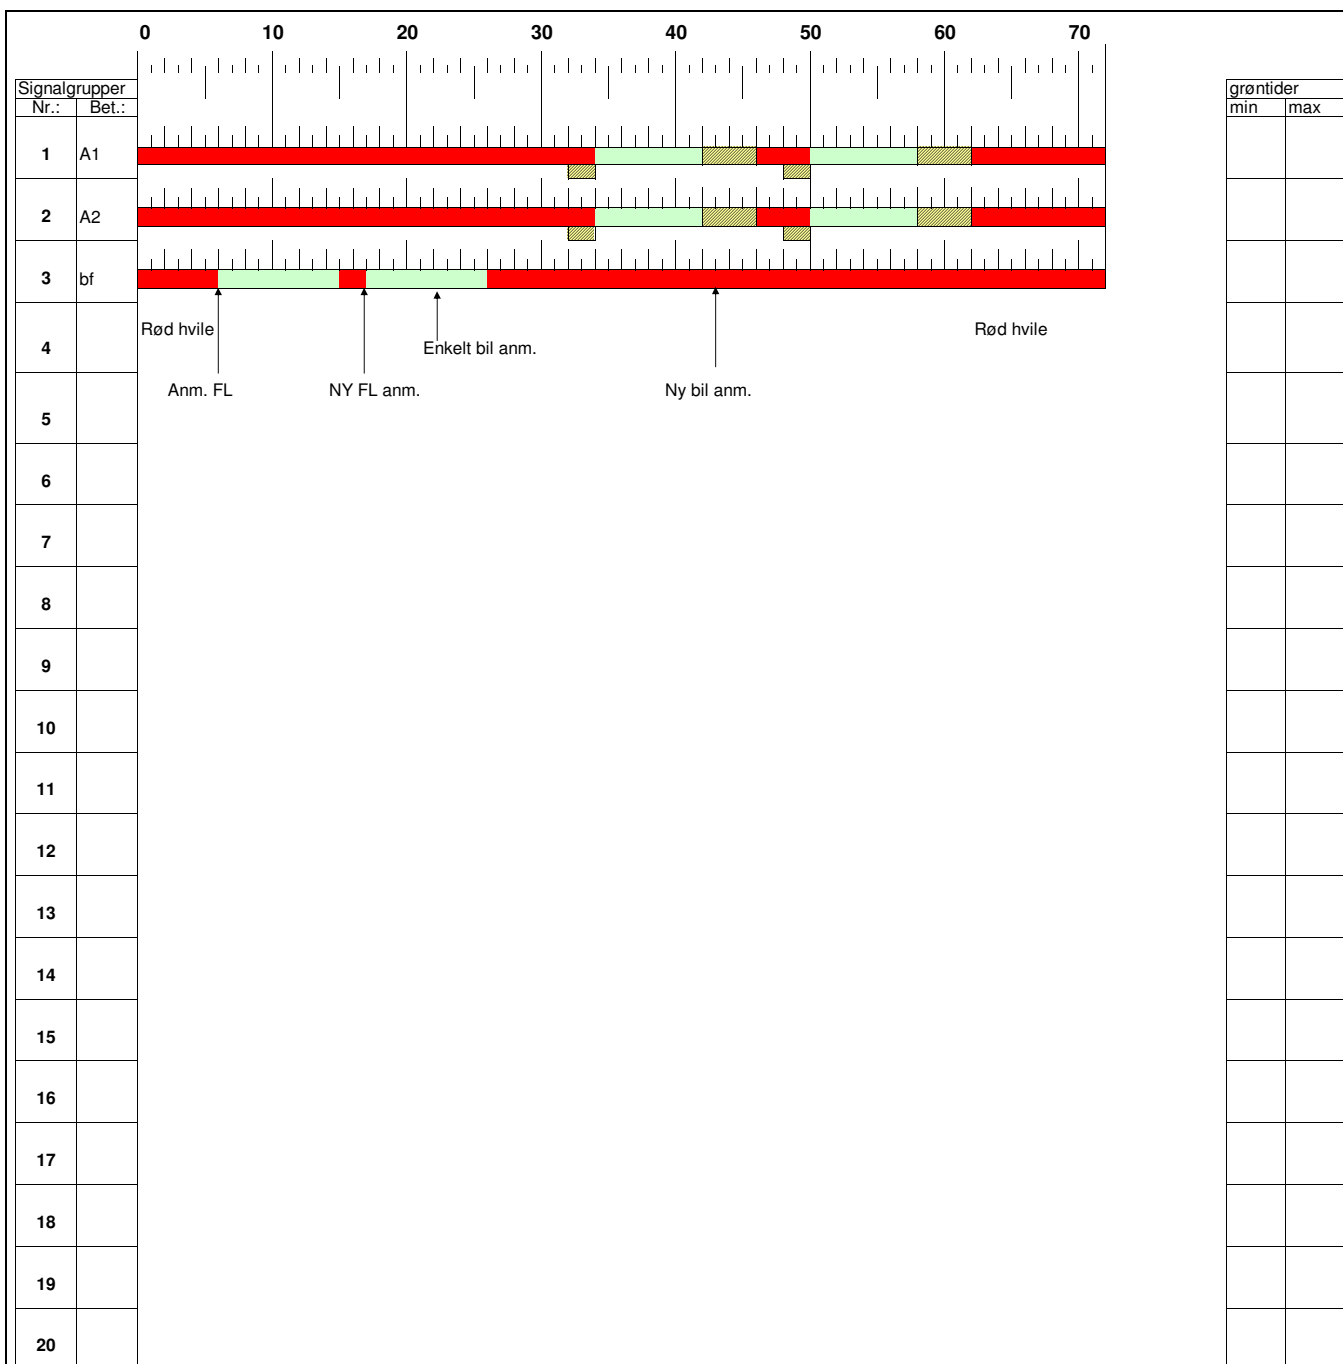 0 10 20 30 40 50 60 70
Signalgrupper grøntider
Nr.: Bet.: min max
1 A1
2 A2
3 bf
Rød hvile Rød hvile
4 Enkelt bil anm.
Anm. FL NY FL anm. Ny bil anm.
5
6
7
8
9
10
11
12
13
14
15
16
17
18
19
20